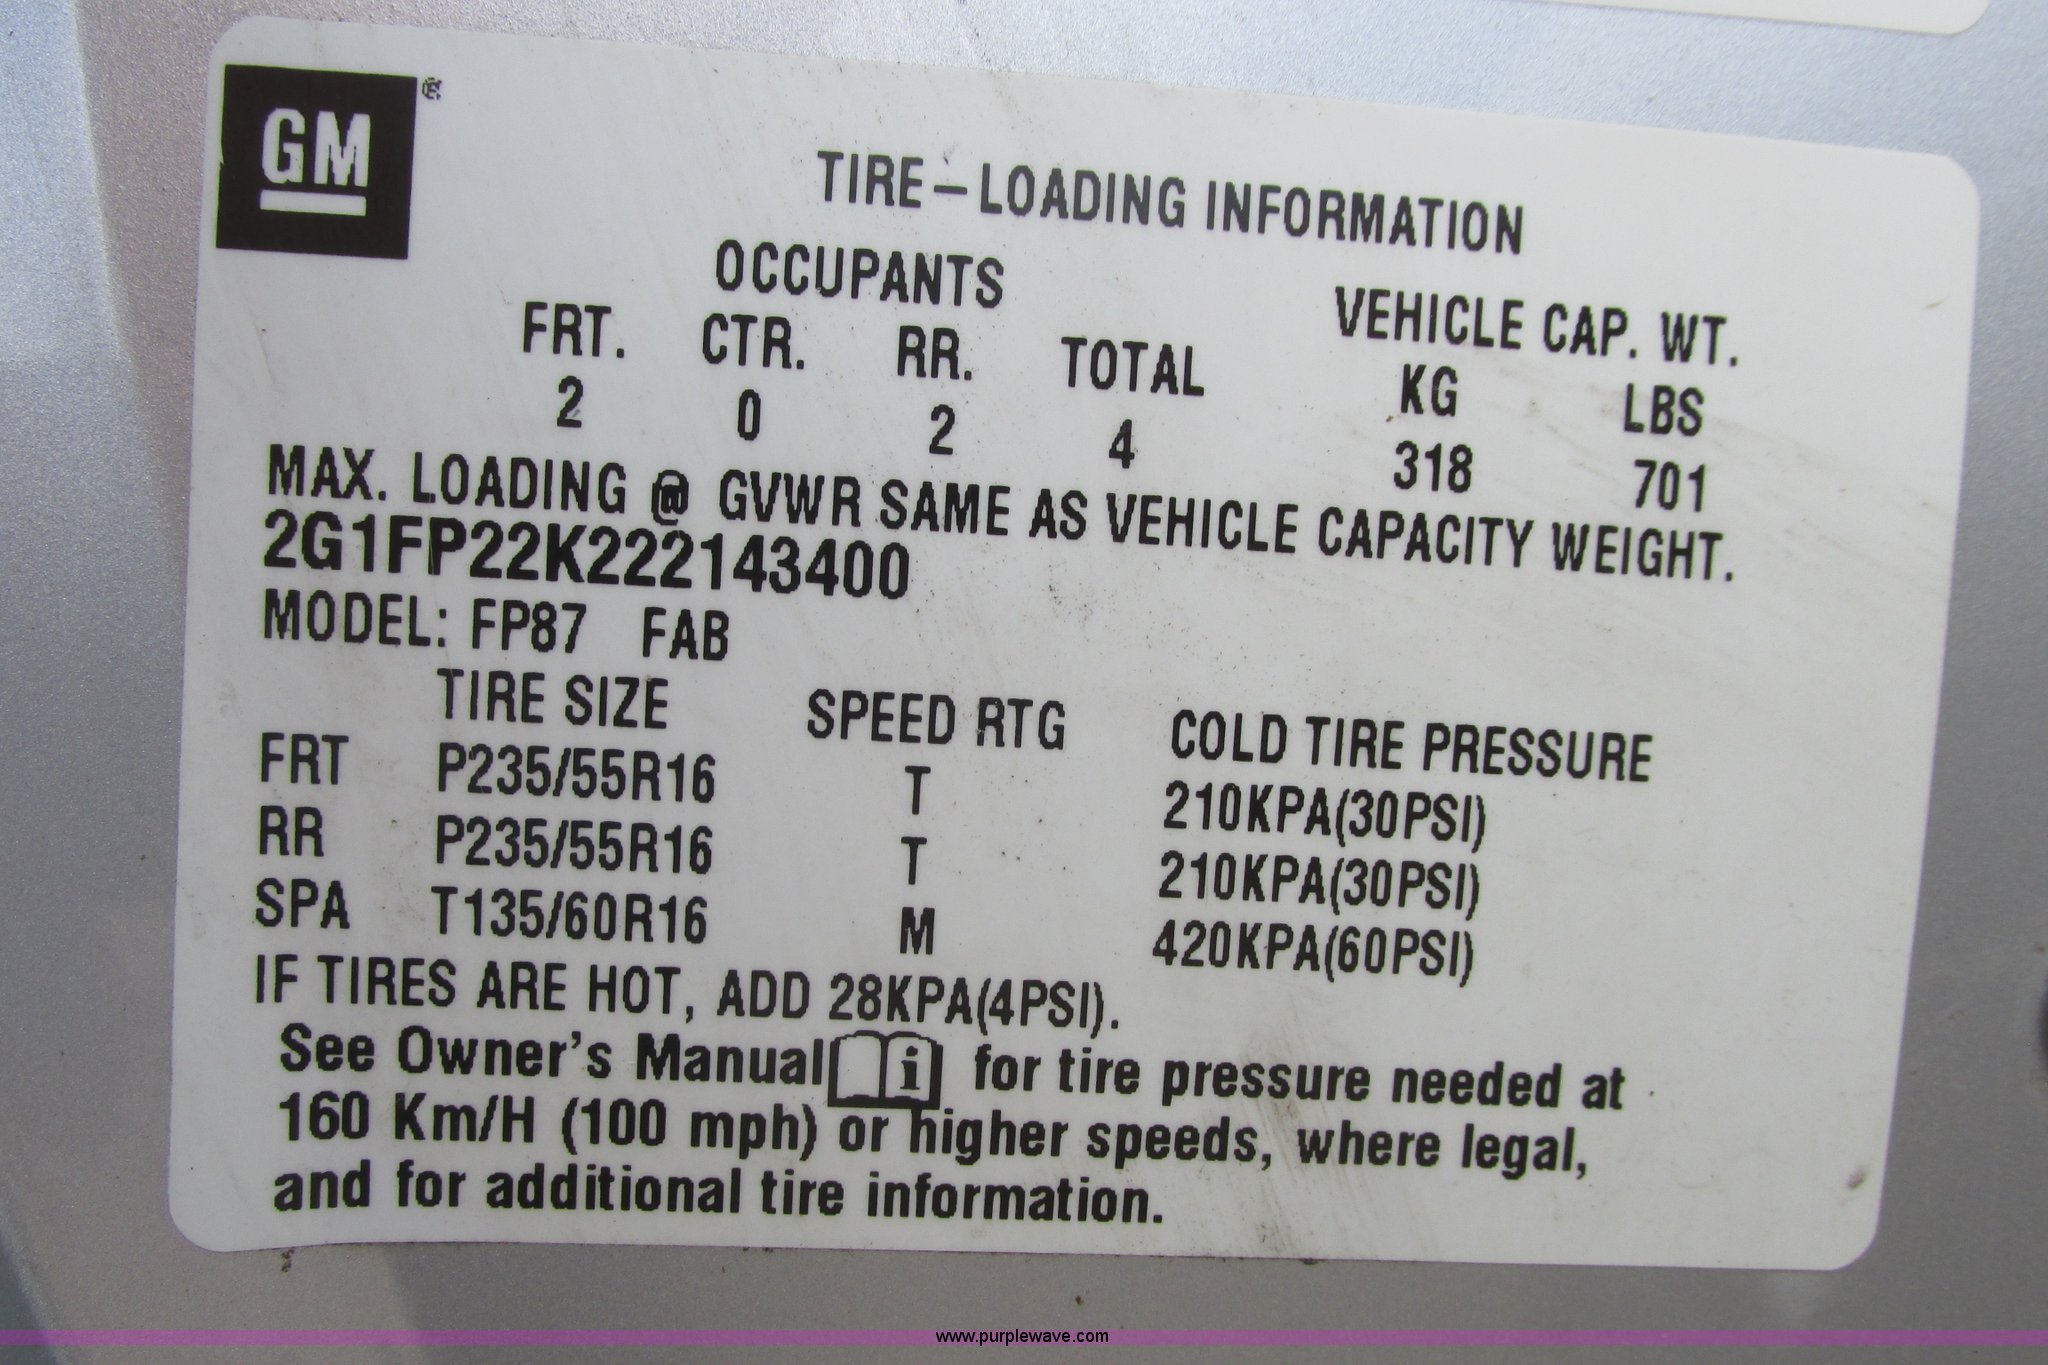 GM®
TIRE – LOADING INFORMATION
OCCUPANTS VEHICLE CAP. WT.
FRT. CTR. RR. TOTAL KG LBS
2 0 2 4 318 701
MAX. LOADING @ GVWR SAME AS VEHICLE CAPACITY WEIGHT.
2G1FP22K222143400
MODEL: FP87 FAB
TIRE SIZE SPEED RTG COLD TIRE PRESSURE
FRT P235/55R16 T 210KPA(30PSI)
RR P235/55R16 T 210KPA(30PSI)
SPA T135/60R16 M 420KPA(60PSI)
IF TIRES ARE HOT, ADD 28KPA(4PSI).
See Owner's Manual i for tire pressure needed at
160 Km/H (100 mph) or higher speeds, where legal,
and for additional tire information.
www.purplewave.com